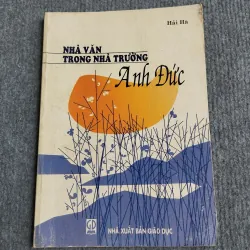 Hải Hà
NHÀ VĂN
TRONG NHÀ TRƯỜNG
Anh Đức
NHÀ XUẤT BẢN GIÁO DỤC